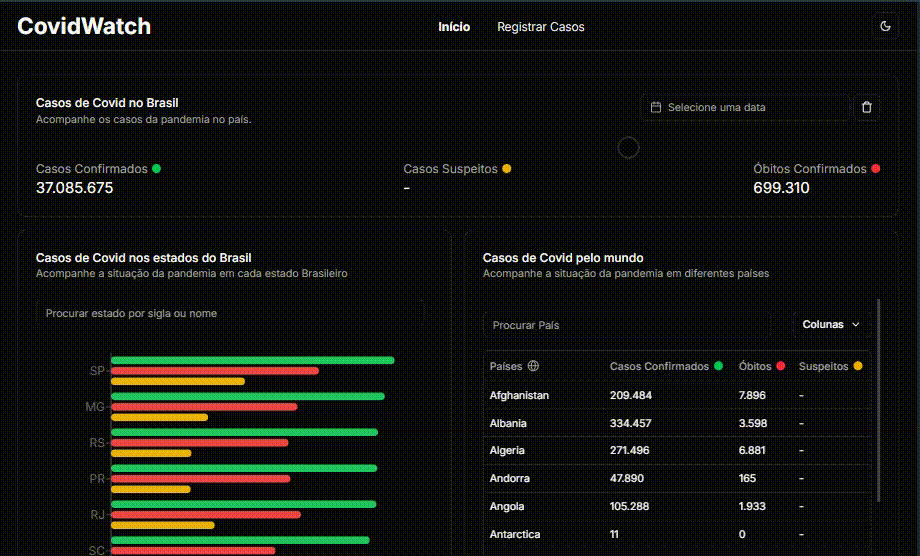 CovidWatch
Início
Registrar Casos
Casos de Covid no Brasil
Acompanhe os casos da pandemia no país.
Selecione uma data
Casos Confirmados
37.085.675
Casos Suspeitos
-
Óbitos Confirmados
699.310
Casos de Covid nos estados do Brasil
Acompanhe a situação da pandemia em cada estado Brasileiro
Procurar estado por sigla ou nome
SP
MG
RS
PR
RJ
SC
Casos de Covid pelo mundo
Acompanhe a situação da pandemia em diferentes países
Procurar País
Colunas
Países Casos Confirmados Óbitos Suspeitos
Afghanistan 209.484 7.896 -
Albania 334.457 3.598 -
Algeria 271.496 6.881 -
Andorra 47.890 165 -
Angola 105.288 1.933 -
Antarctica 11 0 -